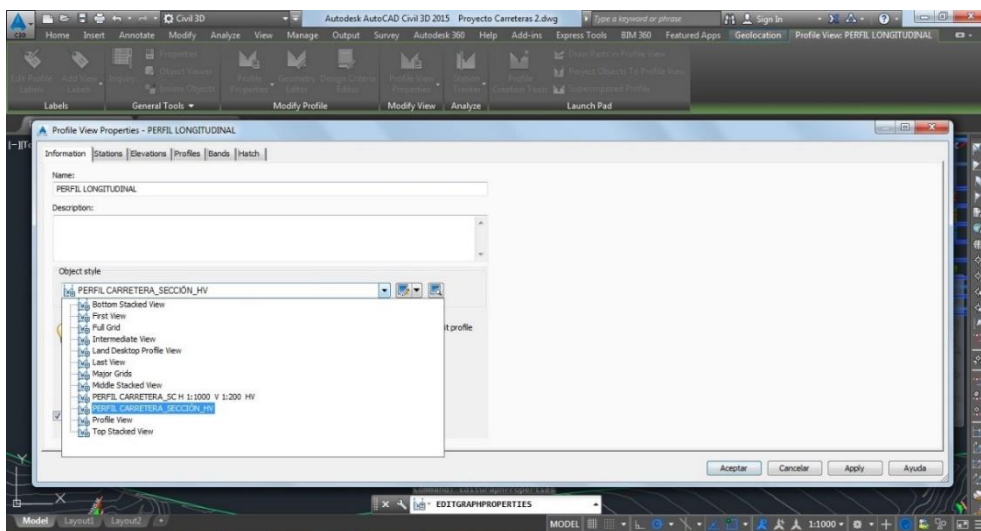 Civil 3D
Autodesk AutoCAD Civil 3D 2015 Proyecto Carreteras 2.dwg
Type a keyword or phrase
Sign In
Home Insert Annotate Modify Analyze View Manage Output Survey Autodesk 360 Help Add-ins Express Tools BIM 360 Featured Apps Geolocation Profile View: PERFIL LONGITUDINAL
Labels General Tools Modify Profile Modify View Analyze Launch Pad
Profile View Properties - PERFIL LONGITUDINAL
Information Stations Elevations Profiles Bands Hatch
Name:
PERFIL LONGITUDINAL
Description:
Object style
PERFIL CARRETERA_SECCIÓN_HV
Bottom Stacked View
First View
Full Grid
Intermediate View
Land Desktop Profile View
Last View
Major Grids
Middle Stacked View
PERFIL CARRETERA_SC H 1:1000 V 1:200 HV
PERFIL CARRETERA_SECCIÓN_HV
Profile View
Top Stacked View
t profile
Aceptar Cancelar Apply Ayuda
EDITGRAPHPROPERTIES
Model Layout1 Layout2
MODEL 1:1000